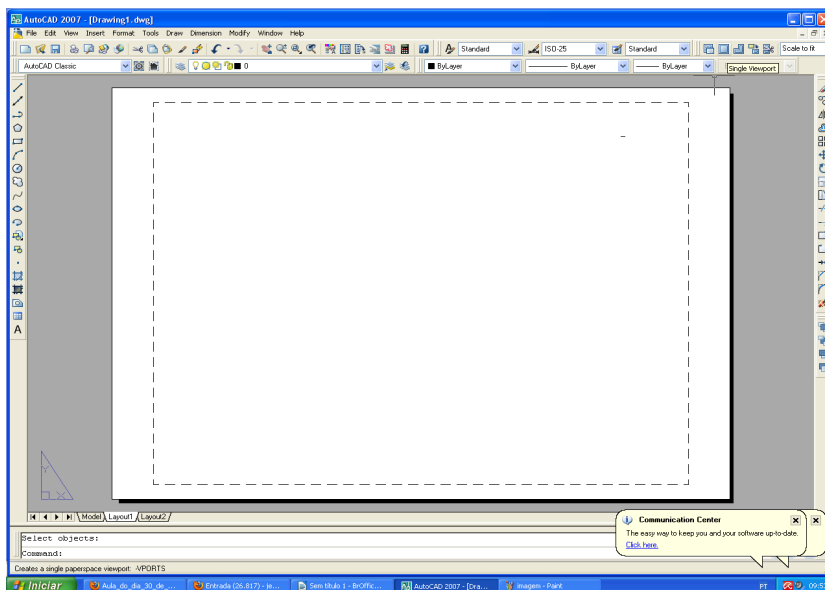 AutoCAD 2007 - [Drawing1.dwg]
File Edit View Insert Format Tools Draw Dimension Modify Window Help
Standard ISO-25 Standard Scale to fit
AutoCAD Classic 0 ByLayer ByLayer ByLayer
Single Viewport
A
Y
X
Model Layout1 Layout2
Communication Center
The easy way to keep you and your software up-to-date.
Click here.
Select objects:
Command:
Creates a single paperspace viewport: -VPORTS
Iniciar Aula_do_dia_30_de_... Entrada (26.817) - je... Sem título 1 - BrOffic... AutoCAD 2007 - [Dra... imagem - Paint PT